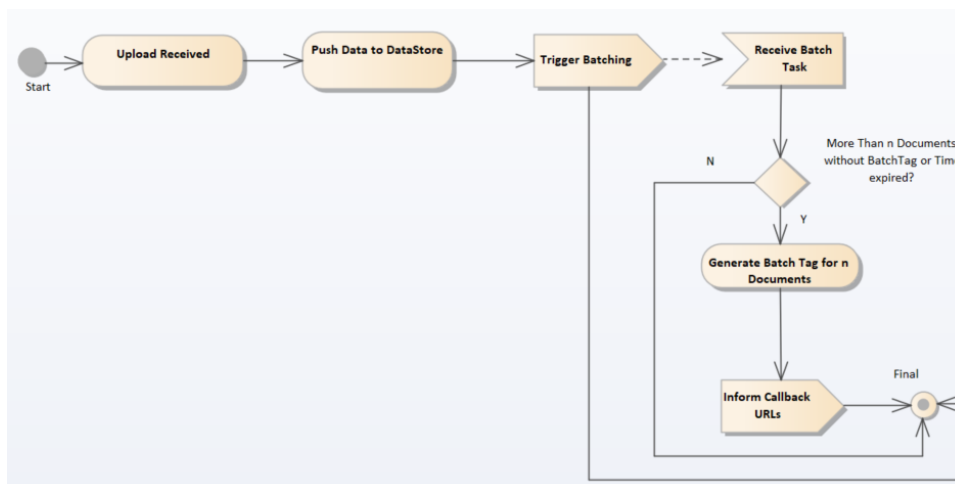 Start
Upload Received
Push Data to DataStore
Trigger Batching
Receive Batch
Task
More Than n Documents
without BatchTag or Time
expired?
N
Y
Generate Batch Tag for n
Documents
Inform Callback
URLs
Final